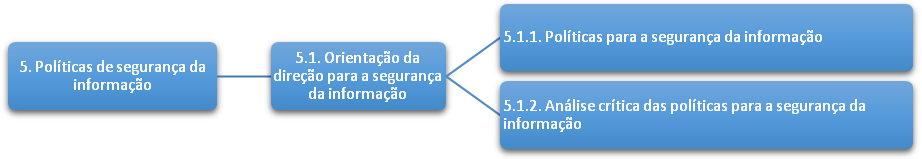 5. Políticas de segurança da
informação
5.1. Orientação da
direção para a segurança
da informação
5.1.1. Políticas para a segurança da informação
5.1.2. Análise crítica das políticas para a segurança da
informação